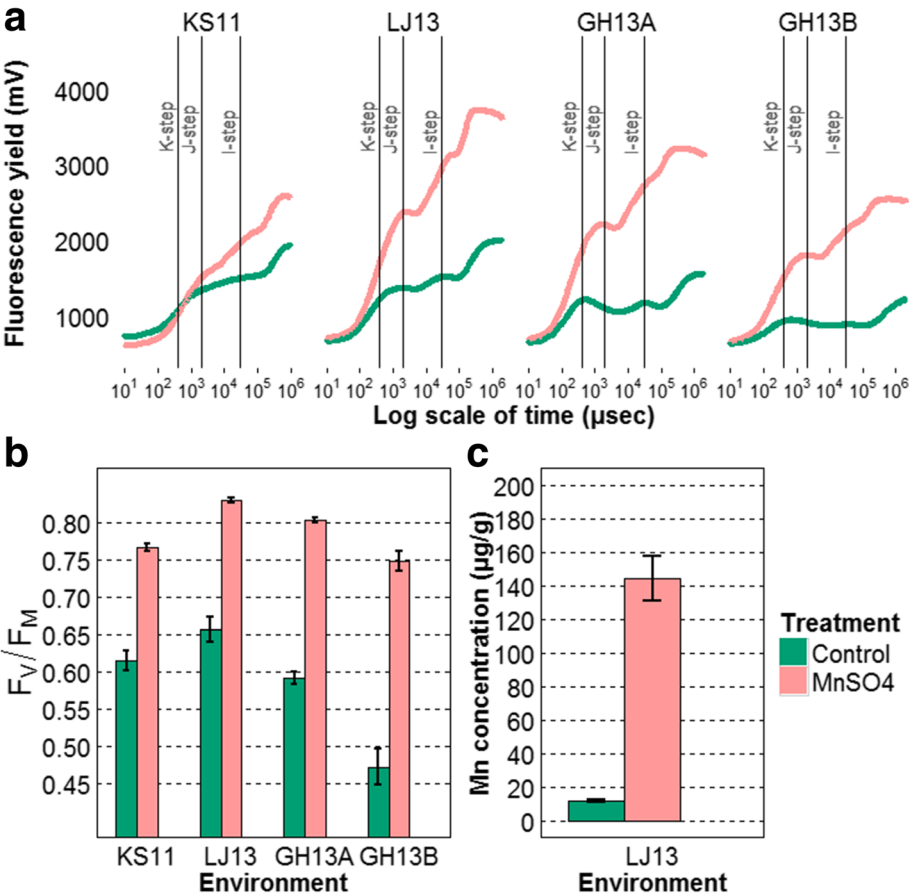 a
KS11 LJ13 GH13A GH13B
Fluorescence yield (mV)
4000
3000
2000
1000
K-step J-step I-step K-step J-step I-step K-step J-step I-step K-step J-step I-step
10¹ 10² 10³ 10⁴ 10⁵ 10⁶ 10¹ 10² 10³ 10⁴ 10⁵ 10⁶ 10¹ 10² 10³ 10⁴ 10⁵ 10⁶ 10¹ 10² 10³ 10⁴ 10⁵ 10⁶
Log scale of time (µsec)
b
Fv/FM
0.80
0.75
0.70
0.65
0.60
0.55
0.50
0.45
KS11 LJ13 GH13A GH13B
Environment
c
Mn concentration (µg/g)
200
180
160
140
120
100
80
60
40
20
0
LJ13
Environment
Treatment
Control
MnSO4